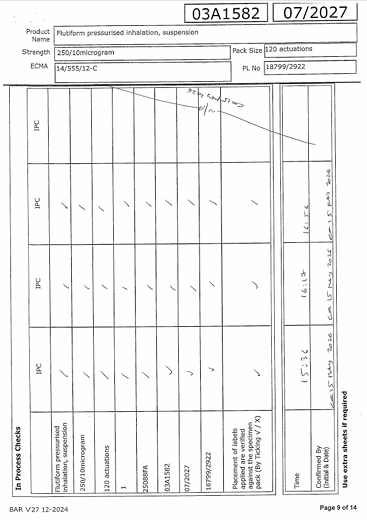 03A1582 07/2027
Product Name Flutiform pressurised inhalation, suspension
Strength 250/10microgram Pack Size 120 actuations
ECMA 14/555/12-C PL No 18799/2922
In Process Checks
IPC IPC IPC IPC
Flutiform pressurised inhalation, suspension ✓ ✓ ✓
250/10microgram ✓ ✓ ✓
120 actuations ✓ ✓ ✓
1 ✓ ✓ ✓
25088FA ✓ ✓ ✓
03A1582 ✓ ✓ ✓
07/2027 ✓ ✓ ✓
18799/2922 ✓ ✓ ✓
Placement of labels applied are verified against the specimen pack (By Ticking √ / X) ✓ ✓ ✓
N/A
15 May 2026
Time 15:36 16:17 16:56
Confirmed By (Initial & Date) 15 May 2026 15 May 2026 15 May 2026
Use extra sheets if required
BAR V27 12-2024 Page 9 of 14